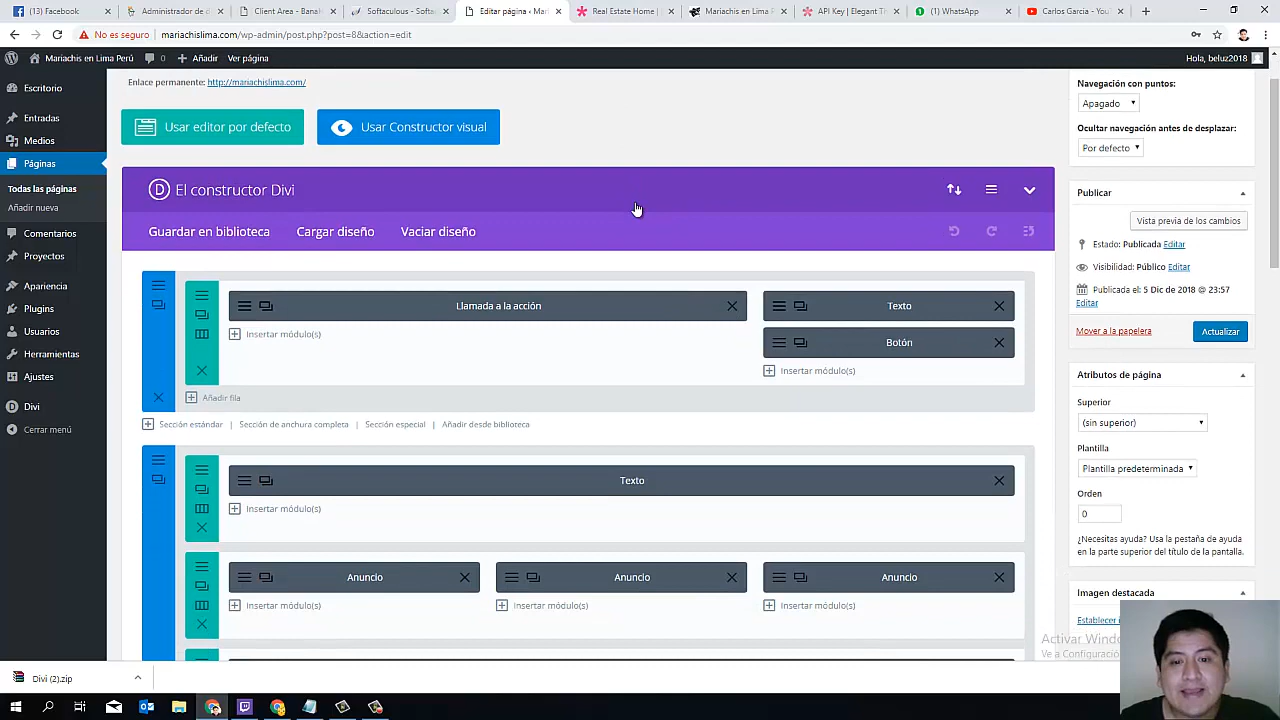 (13) Facebook
Administrador de d
Client Area - Bana
Softaculous - Softa
Editar página ‹ Mari
Real Estate Home |
Mariachis en Lima P
API Key | Elegant T
(1) WhatsApp
Carlos Garcia - You
No es seguro | mariachislima.com/wp-admin/post.php?post=8&action=edit
Mariachis en Lima Perú
0
Añadir
Ver página
Hola, beluz2018
Escritorio
Entradas
Medios
Páginas
Todas las páginas
Añadir nueva
Comentarios
Proyectos
Apariencia
Plugins
Usuarios
Herramientas
Ajustes
Divi
Cerrar menú
Enlace permanente: http://mariachislima.com/
Usar editor por defecto
Usar Constructor visual
D El constructor Divi
Guardar en biblioteca
Cargar diseño
Vaciar diseño
Llamada a la acción
Texto
Insertar módulo(s)
Botón
Insertar módulo(s)
Añadir fila
Sección estándar | Sección de anchura completa | Sección especial | Añadir desde biblioteca
Texto
Insertar módulo(s)
Anuncio
Anuncio
Anuncio
Insertar módulo(s)
Insertar módulo(s)
Insertar módulo(s)
Navegación con puntos:
Apagado
Ocultar navegación antes de desplazar:
Por defecto
Publicar
Vista previa de los cambios
Estado: Publicada Editar
Visibilidad: Público Editar
Publicada el: 5 Dic de 2018 @ 23:57
Editar
Mover a la papelera
Actualizar
Atributos de página
Superior
(sin superior)
Plantilla
Plantilla predeterminada
Orden
0
¿Necesitas ayuda? Usa la pestaña de ayuda
en la parte superior del título de la pantalla.
Imagen destacada
Establecer
Activar Windo
Ve a Configuració
Divi (2).zip